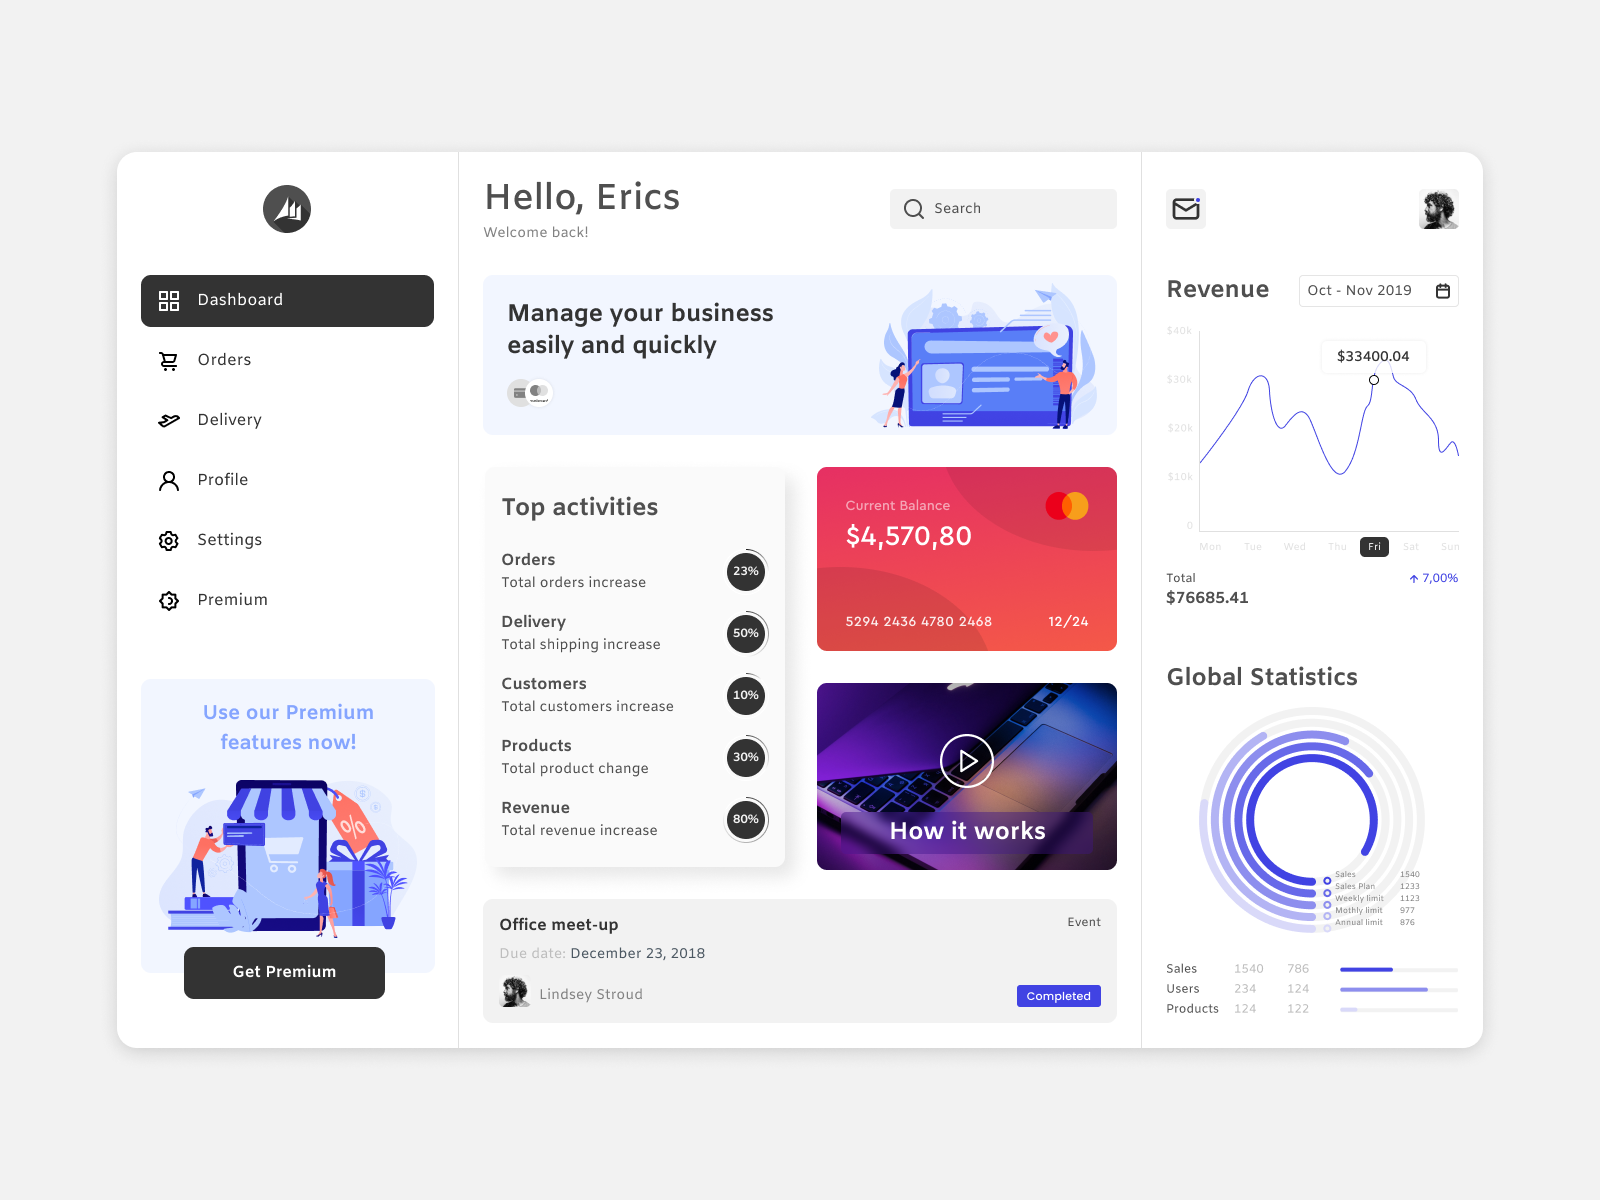 Dashboard
Orders
Delivery
Profile
Settings
Premium
Use our Premium
features now!
%
Get Premium
Hello, Erics
Welcome back!
Search
Manage your business
easily and quickly
Top activities
Orders
Total orders increase
23%
Delivery
Total shipping increase
50%
Customers
Total customers increase
10%
Products
Total product change
30%
Revenue
Total revenue increase
80%
Current Balance
$4,570,80
5294 2436 4780 2468 12/24
How it works
Office meet-up
Event
Due date: December 23, 2018
Lindsey Stroud
Completed
Revenue
Oct - Nov 2019
$40k
$33400.04
$30k
$20k
$10k
0
Mon Tue Wed Thu Fri Sat Sun
Total
7,00%
$76685.41
Global Statistics
Sales 1540
Sales Plan 1233
Weekly limit 1123
Mothly limit 977
Annual limit 876
Sales 1540 786
Users 234 124
Products 124 122